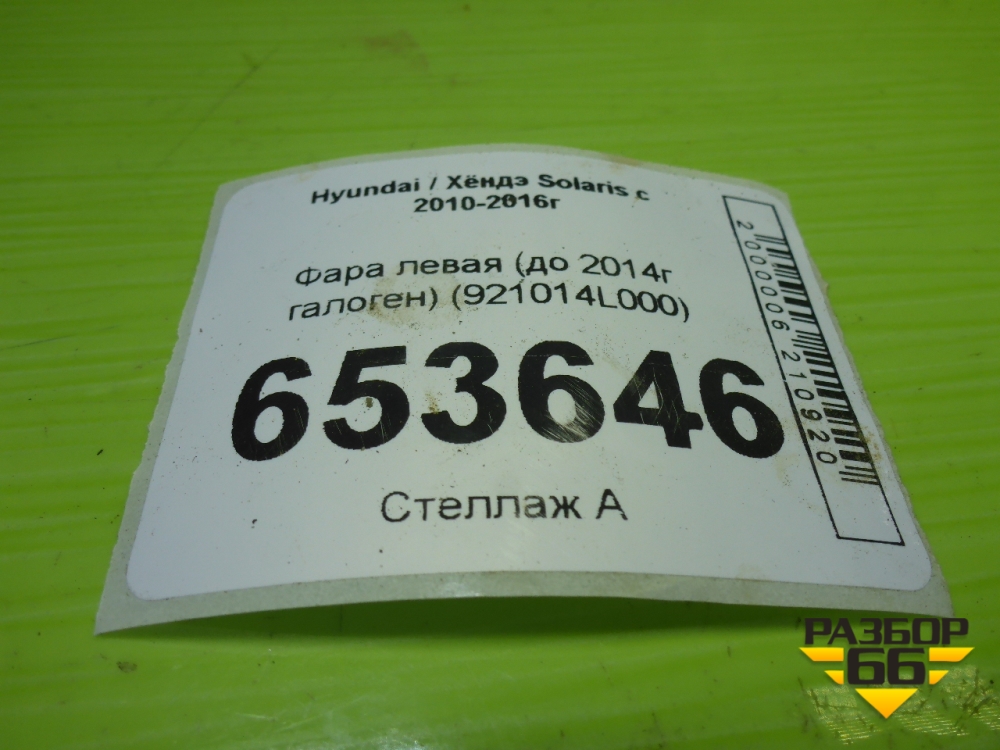 Hyundai / Хёндэ Solaris с
2010-2016г
Фара левая (до 2014г
галоген) (921014L000)
653646
Стеллаж А
2000006210920
РАЗБОР
66